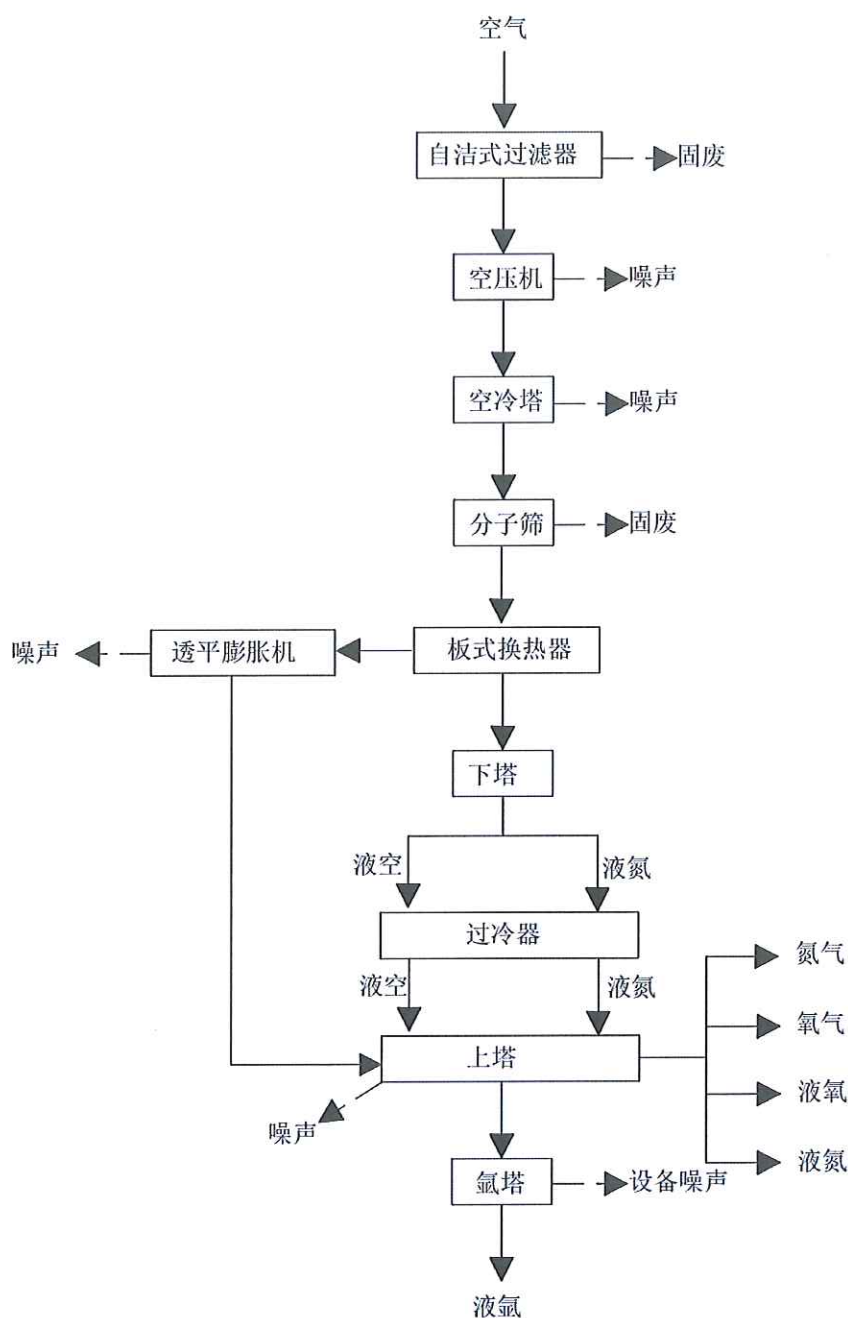 空气
自洁式过滤器
固废
空压机
噪声
空冷塔
噪声
分子筛
固废
噪声
透平膨胀机
板式换热器
下塔
液空
液氮
过冷器
液空
液氮
氮气
氧气
上塔
液氧
噪声
液氮
氩塔
设备噪声
液氩